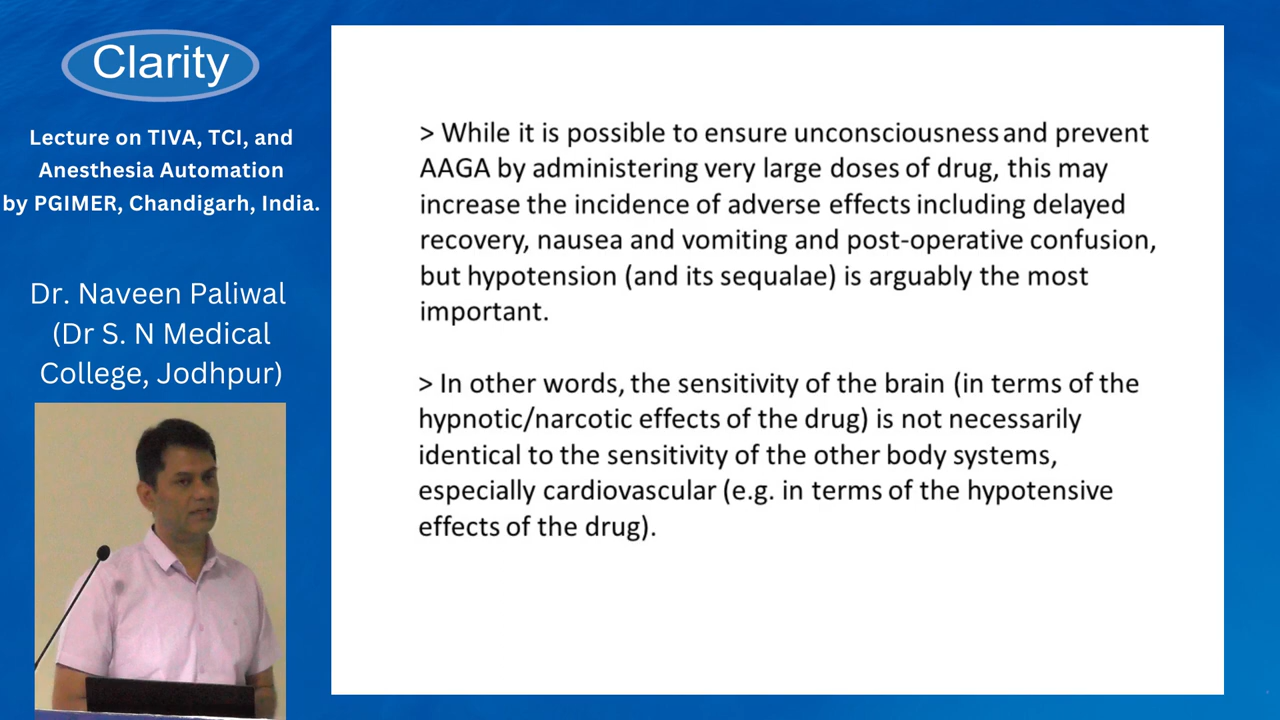 Clarity
Lecture on TIVA, TCI, and
Anesthesia Automation
by PGIMER, Chandigarh, India.
Dr. Naveen Paliwal
(Dr S. N Medical
College, Jodhpur)
> While it is possible to ensure unconsciousness and prevent
AAGA by administering very large doses of drug, this may
increase the incidence of adverse effects including delayed
recovery, nausea and vomiting and post-operative confusion,
but hypotension (and its sequalae) is arguably the most
important.
> In other words, the sensitivity of the brain (in terms of the
hypnotic/narcotic effects of the drug) is not necessarily
identical to the sensitivity of the other body systems,
especially cardiovascular (e.g. in terms of the hypotensive
effects of the drug).